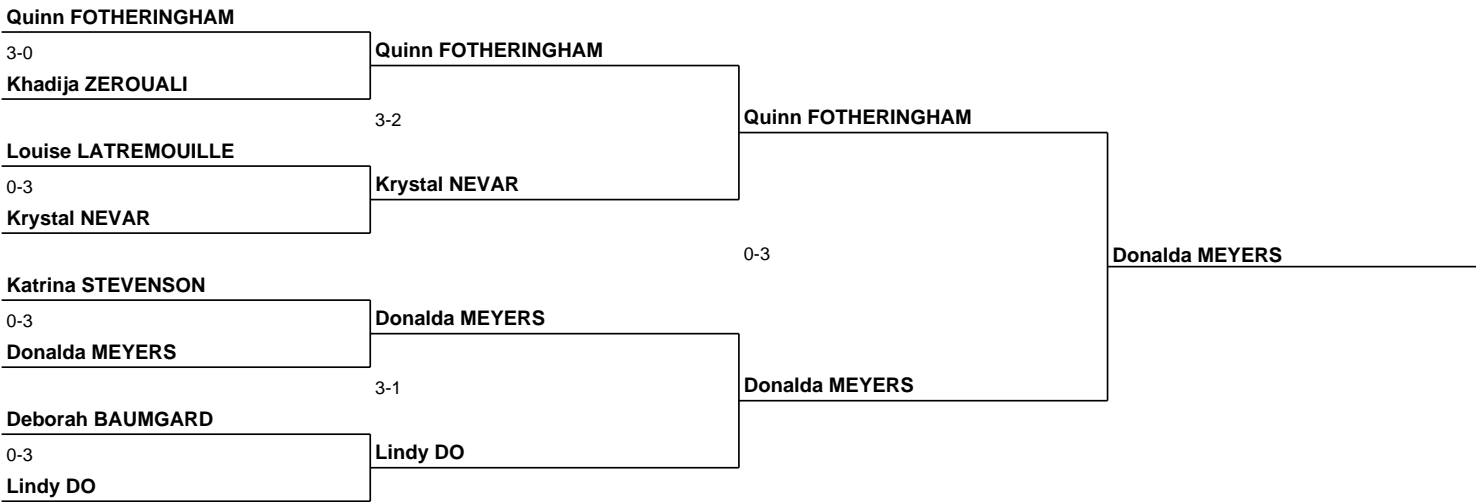 Quinn FOTHERINGHAM
3-0
Khadija ZEROUALI
Louise LATREMOUILLE
0-3
Krystal NEVAR
Katrina STEVENSON
0-3
Donalda MEYERS
Deborah BAUMGARD
0-3
Lindy DO
Quinn FOTHERINGHAM
3-2
Krystal NEVAR
Donalda MEYERS
3-1
Lindy DO
Quinn FOTHERINGHAM
0-3
Donalda MEYERS
Donalda MEYERS